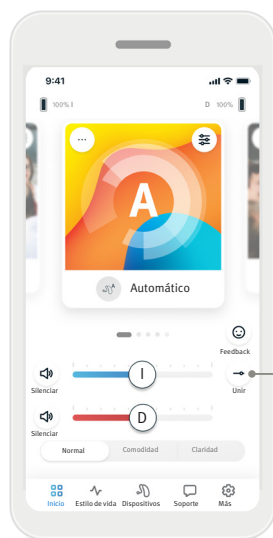 9:41
100% I
D 100%
A
A
Automático
Feedback
I
Silenciar
Unir
D
Silenciar
Normal Comodidad Claridad
Inicio Estilo de vida Dispositivos Soporte Más